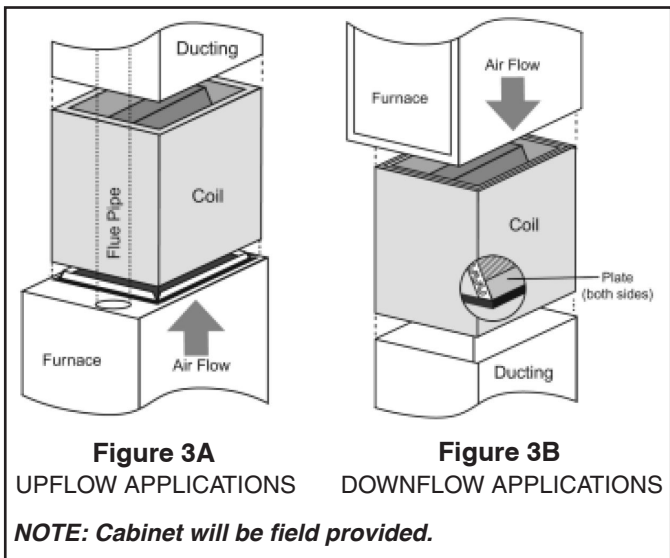 Ducting
Flue Pipe
Coil
Furnace
Air Flow
Figure 3A
UPFLOW APPLICATIONS
Air Flow
Furnace
Coil
Plate
(both sides)
Ducting
Figure 3B
DOWNFLOW APPLICATIONS
NOTE: Cabinet will be field provided.